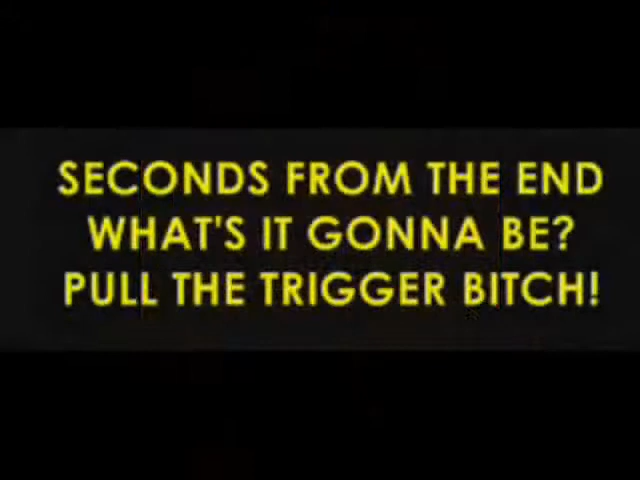 SECONDS FROM THE END
WHAT'S IT GONNA BE?
PULL THE TRIGGER BITCH!